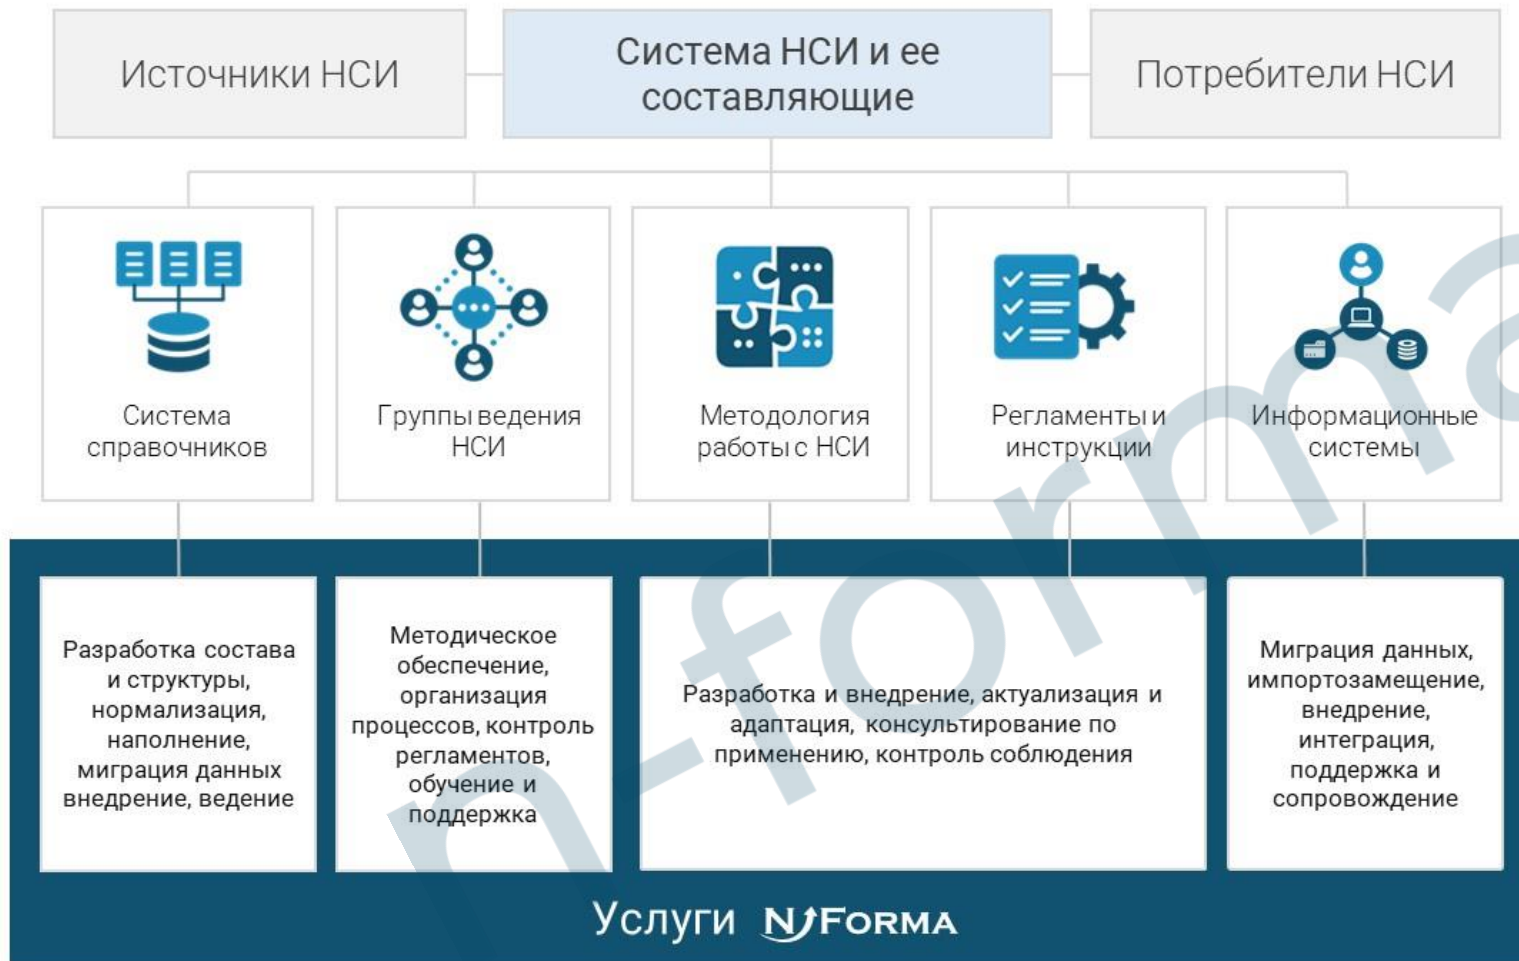 Источники НСИ
Система НСИ и ее
составляющие
Потребители НСИ
Система
справочников
Группы ведения
НСИ
Методология
работы с НСИ
Регламенты и
инструкции
Информационные
системы
Разработка состава
и структуры,
нормализация,
наполнение,
миграция данных
внедрение, ведение
Методическое
обеспечение,
организация
процессов, контроль
регламентов,
обучение и
поддержка
Разработка и внедрение, актуализация и
адаптация, консультирование по
применению, контроль соблюдения
Миграция данных,
импортозамещение,
внедрение,
интеграция,
поддержка и
сопровождение
Услуги N-FORMA
n-forma